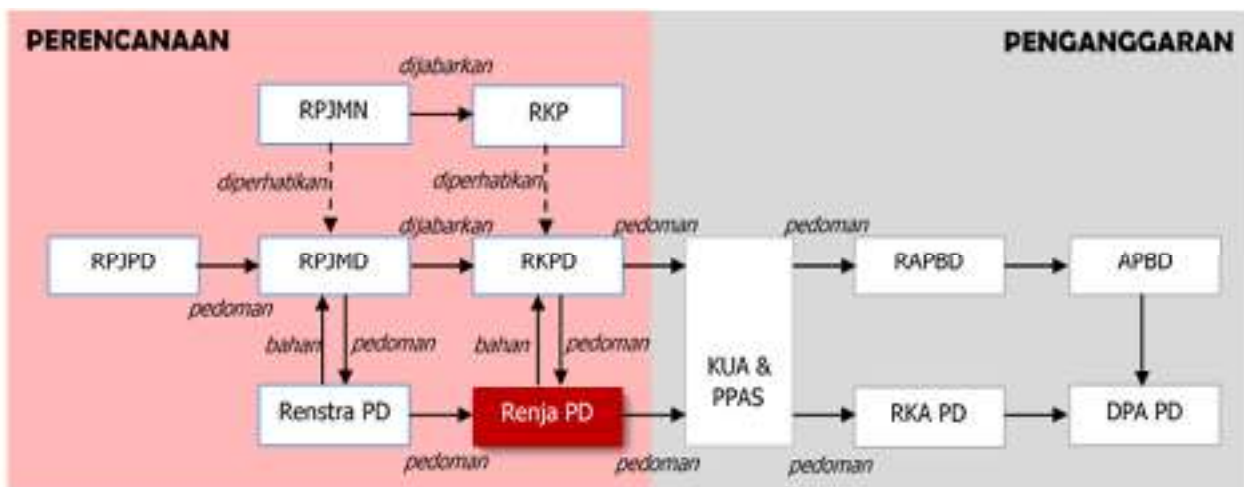 PERENCANAAN
PENGANGGARAN
dijabarkan
RPJMN
RKP
diperhatikan
diperhatikan
dijabarkan
pedoman
pedoman
RPJPD
RPJMD
RKPD
RAPBD
APBD
pedoman
bahan
pedoman
bahan
pedoman
KUA &
PPAS
Renstra PD
Renja PD
RKA PD
DPA PD
pedoman
pedoman
pedoman